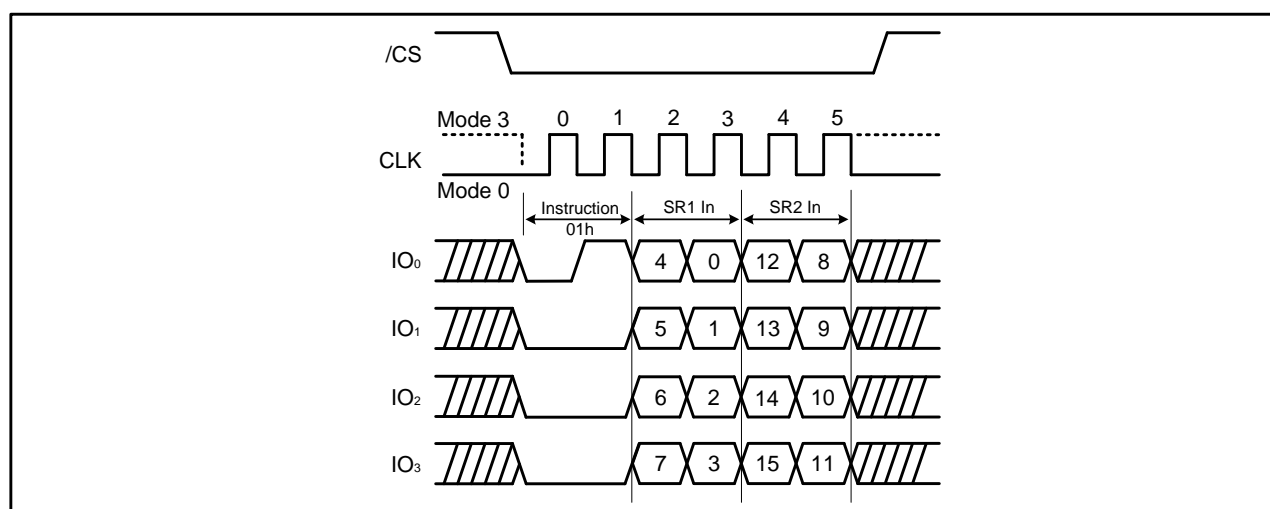 /CS
Mode 3 0 1 2 3 4 5
CLK
Mode 0
Instruction SR1 In SR2 In
01h
IO₀ 4 0 12 8
IO₁ 5 1 13 9
IO₂ 6 2 14 10
IO₃ 7 3 15 11